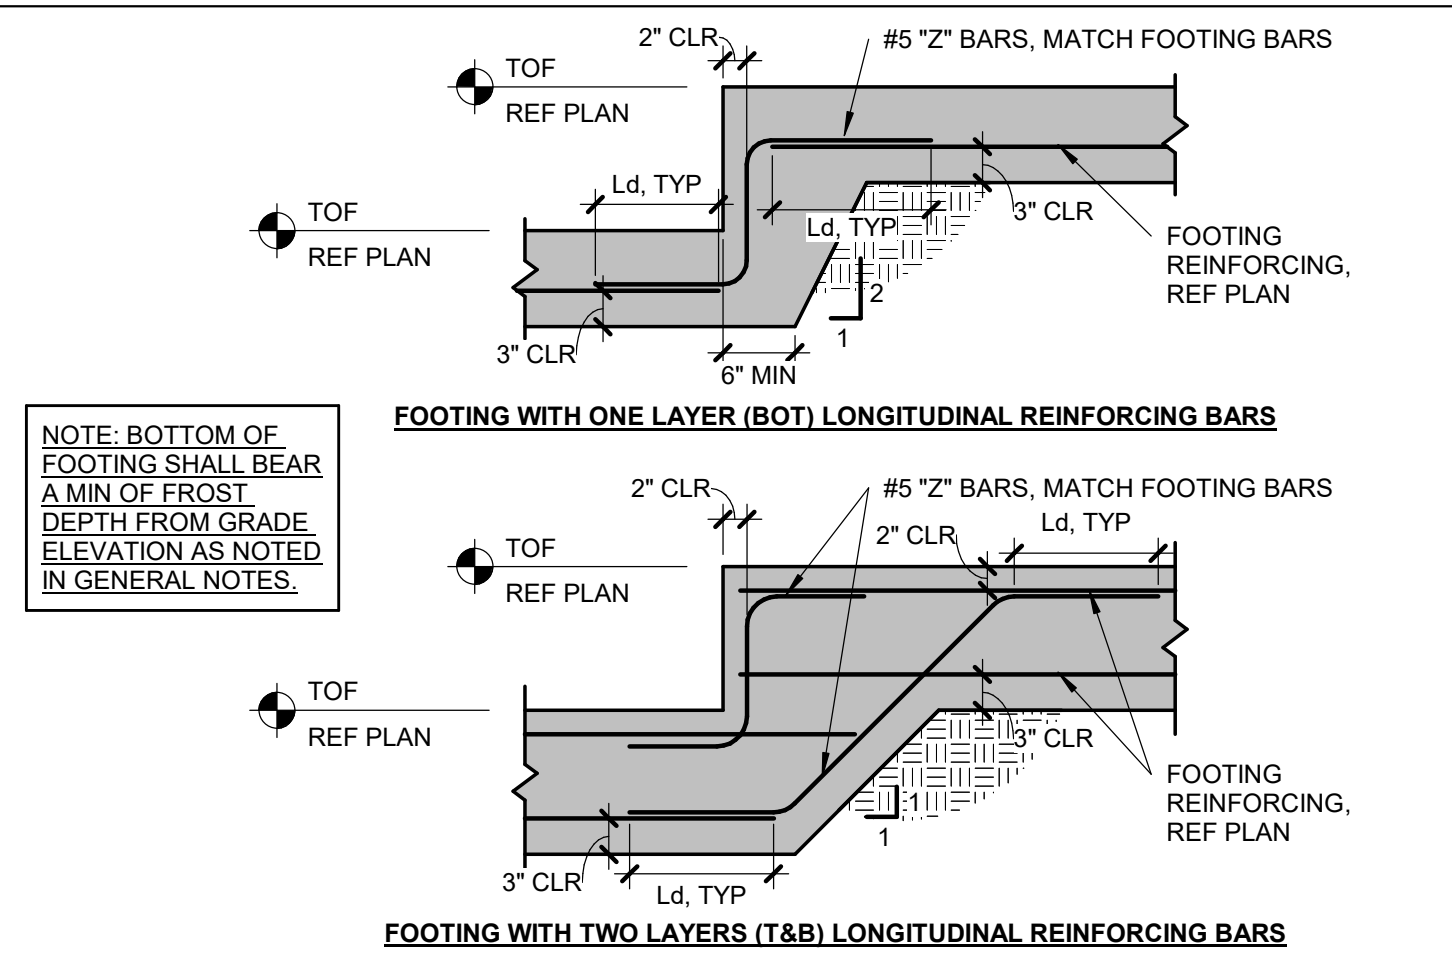 2" CLR
#5 "Z" BARS, MATCH FOOTING BARS
TOF
REF PLAN
Ld, TYP
TOF
REF PLAN
Ld, TYP
3" CLR
FOOTING
REINFORCING,
REF PLAN
2
1
3" CLR
6" MIN
FOOTING WITH ONE LAYER (BOT) LONGITUDINAL REINFORCING BARS
NOTE: BOTTOM OF
FOOTING SHALL BEAR
A MIN OF FROST
DEPTH FROM GRADE
ELEVATION AS NOTED
IN GENERAL NOTES.
2" CLR
#5 "Z" BARS, MATCH FOOTING BARS
2" CLR
Ld, TYP
TOF
REF PLAN
TOF
REF PLAN
3" CLR
FOOTING
REINFORCING,
REF PLAN
1
1
3" CLR
Ld, TYP
FOOTING WITH TWO LAYERS (T&B) LONGITUDINAL REINFORCING BARS